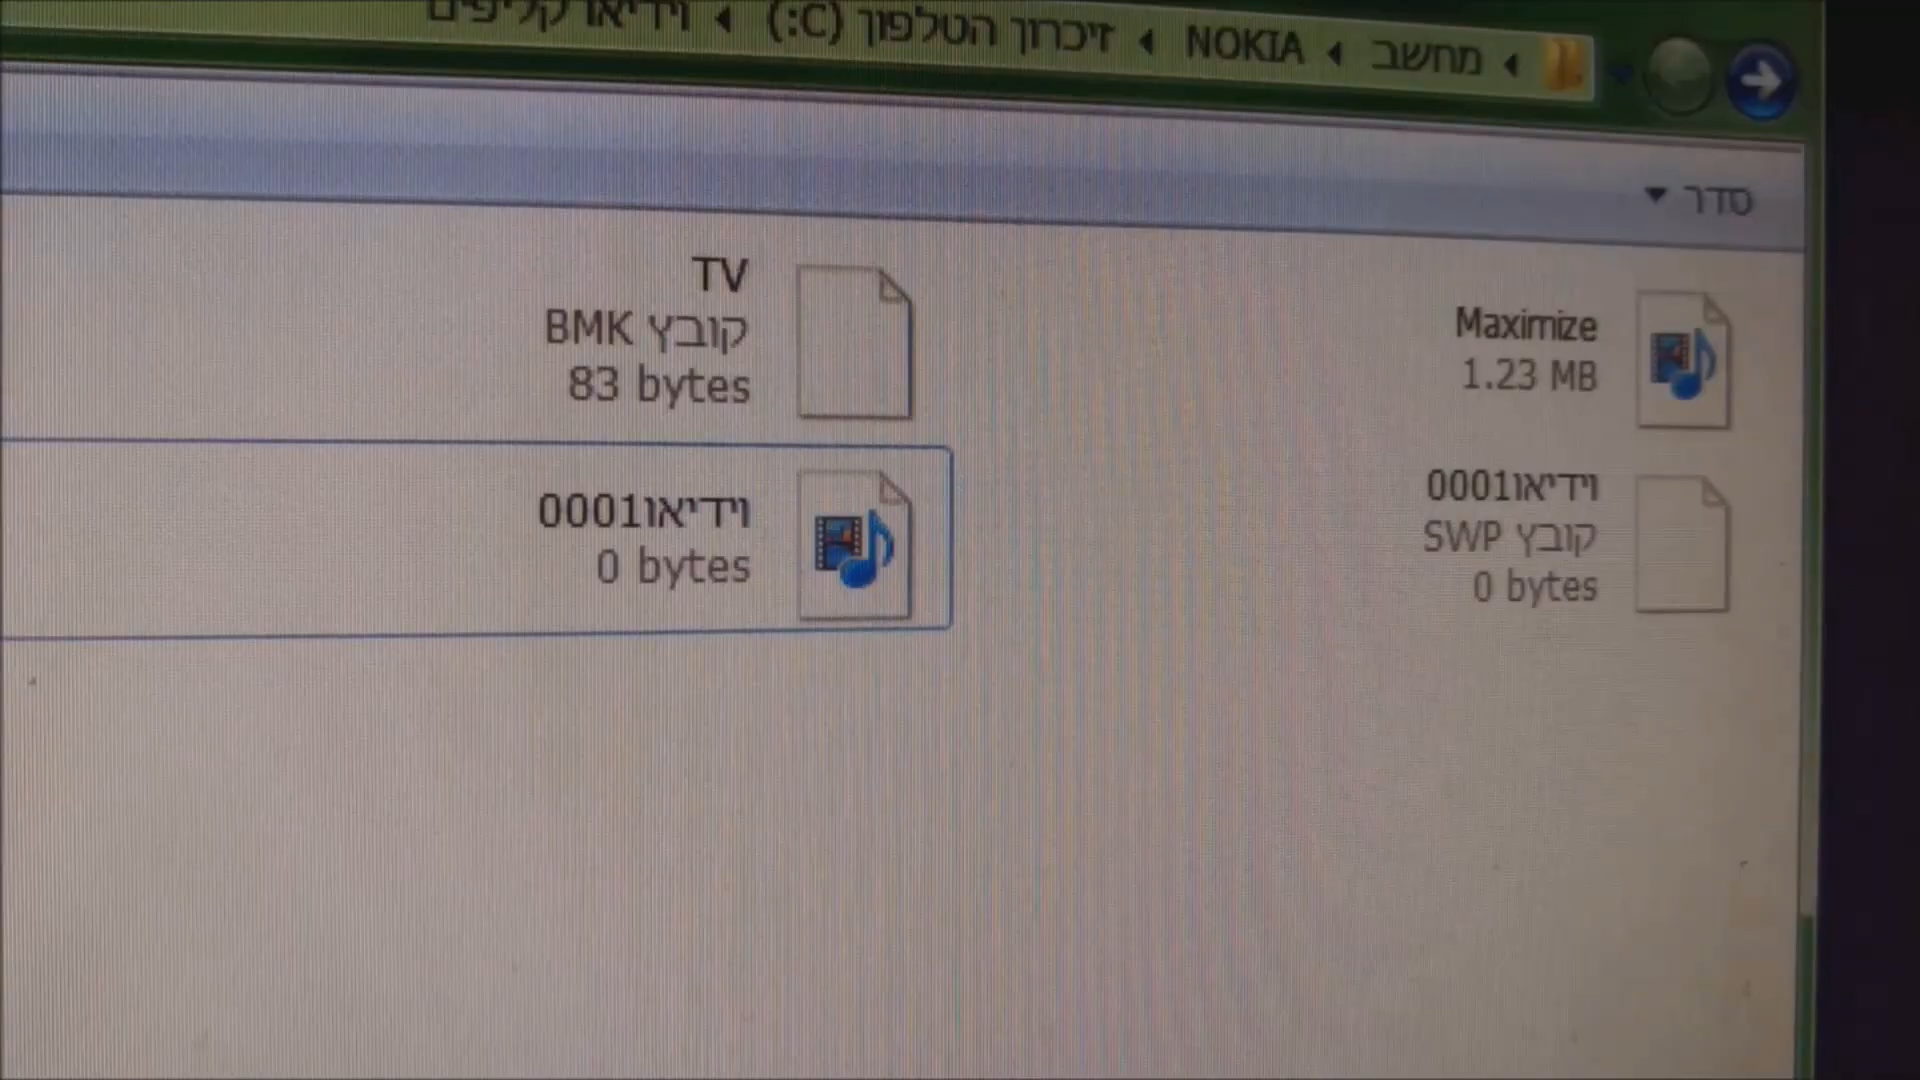 מחשב ◂ NOKIA ◂ זיכרון הטלפון (C:) ◂ וידיאו קליפים
סדר
Maximize
1.23 MB
TV
קובץ BMK
83 bytes
וידיאו0001
קובץ SWP
0 bytes
וידיאו0001
0 bytes